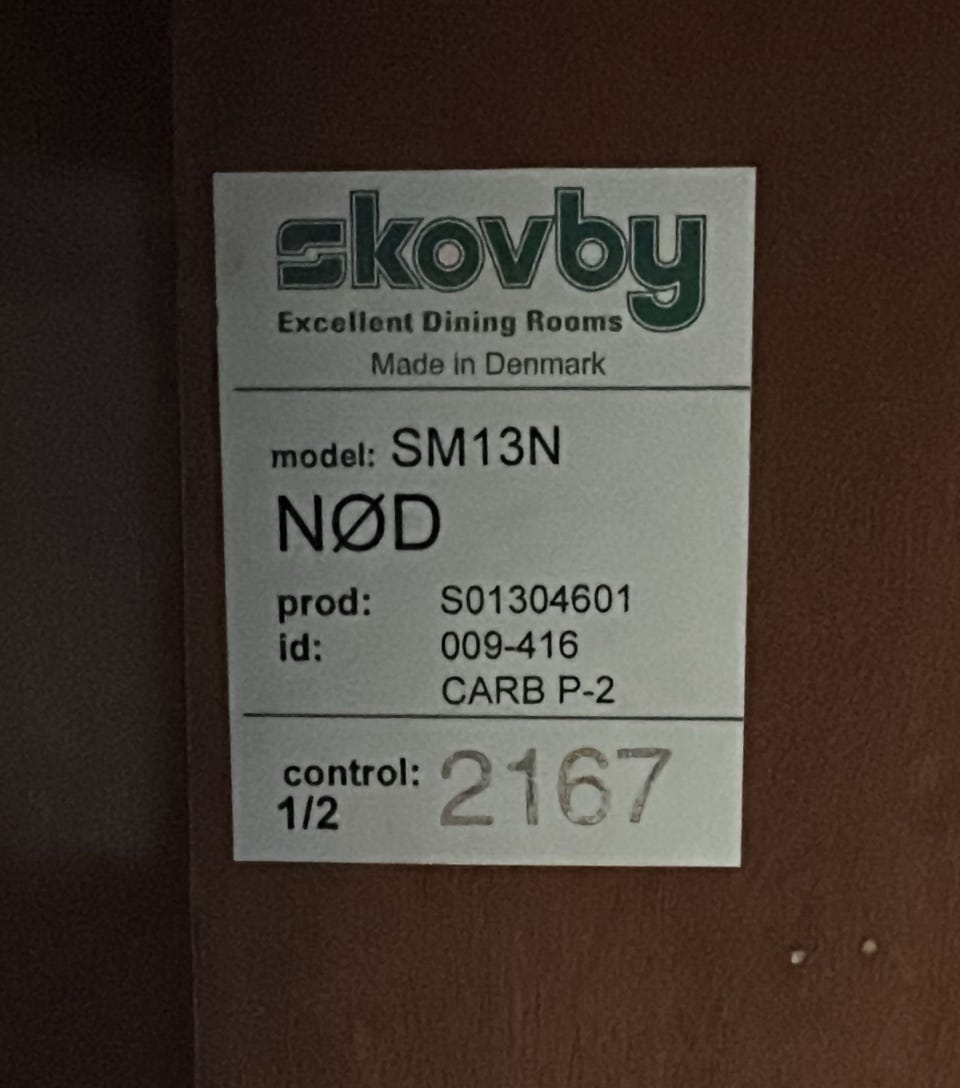 skovby
Excellent Dining Rooms
Made in Denmark
model: SM13N
NØD
prod: S01304601
id: 009-416
CARB P-2
control: 2167
1/2